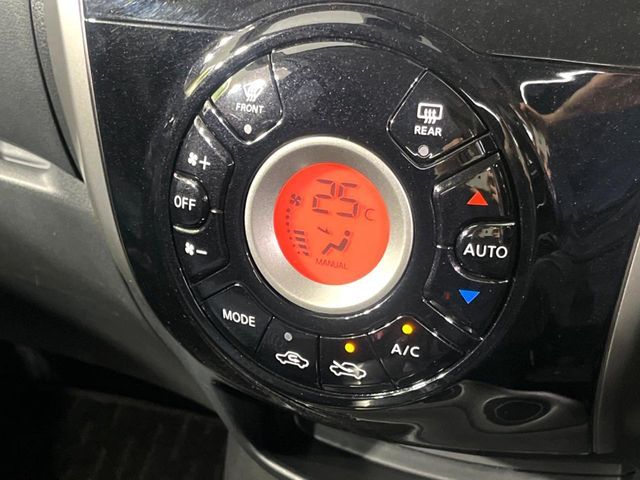 FRONT
REAR
+
OFF
25°C
AUTO
-
MANUAL
MODE
A/C